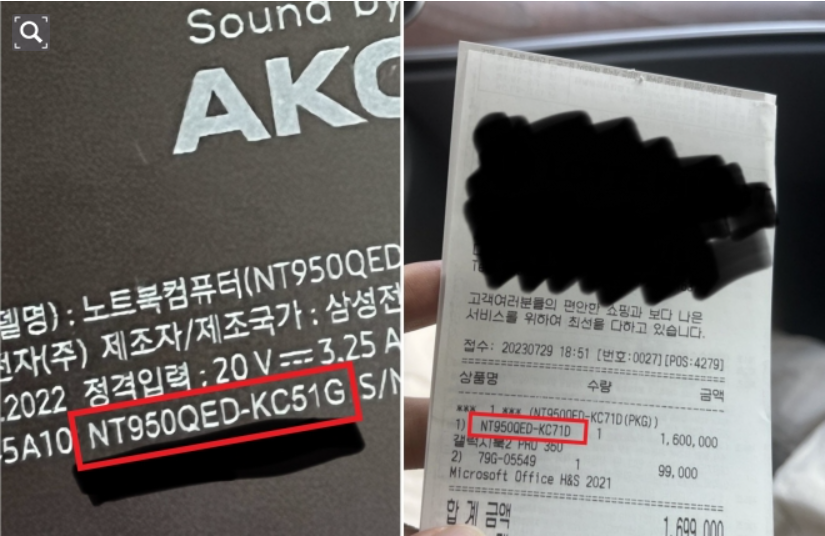 Sound by
AKG
델명) : 노트북컴퓨터(NT950QED
전자(주) 제조자/제조국가 : 삼성전
.2022 정격입력 : 20 V 3.25 A
5A10 NT950QED-KC51G S/N
고객여러분들의 편안한 쇼핑과 보다 나은
서비스를 위하여 최선을 다하고 있습니다.
접수: 20230729 18:51 [번호:0027][POS:4279]
상품명 수량 금액
*** 1 *** (NT950QED-KC71D(PKG))
1) NT950QED-KC71D 1 1,600,000
갤럭시북2 PRO 360
2) 79G-05549 1 99,000
Microsoft Office H&S 2021
합 계 금액 1,699,000